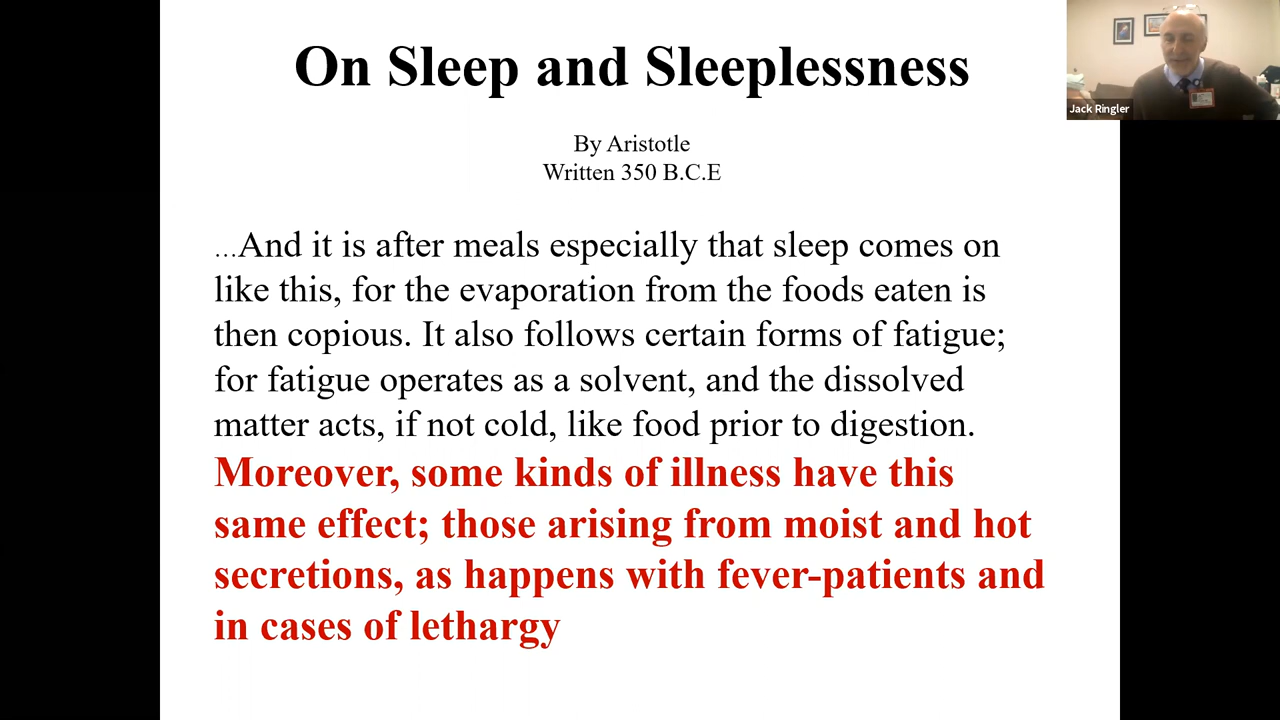 On Sleep and Sleeplessness
Jack Ringler
By Aristotle
Written 350 B.C.E
...And it is after meals especially that sleep comes on
like this, for the evaporation from the foods eaten is
then copious. It also follows certain forms of fatigue;
for fatigue operates as a solvent, and the dissolved
matter acts, if not cold, like food prior to digestion.
Moreover, some kinds of illness have this
same effect; those arising from moist and hot
secretions, as happens with fever-patients and
in cases of lethargy